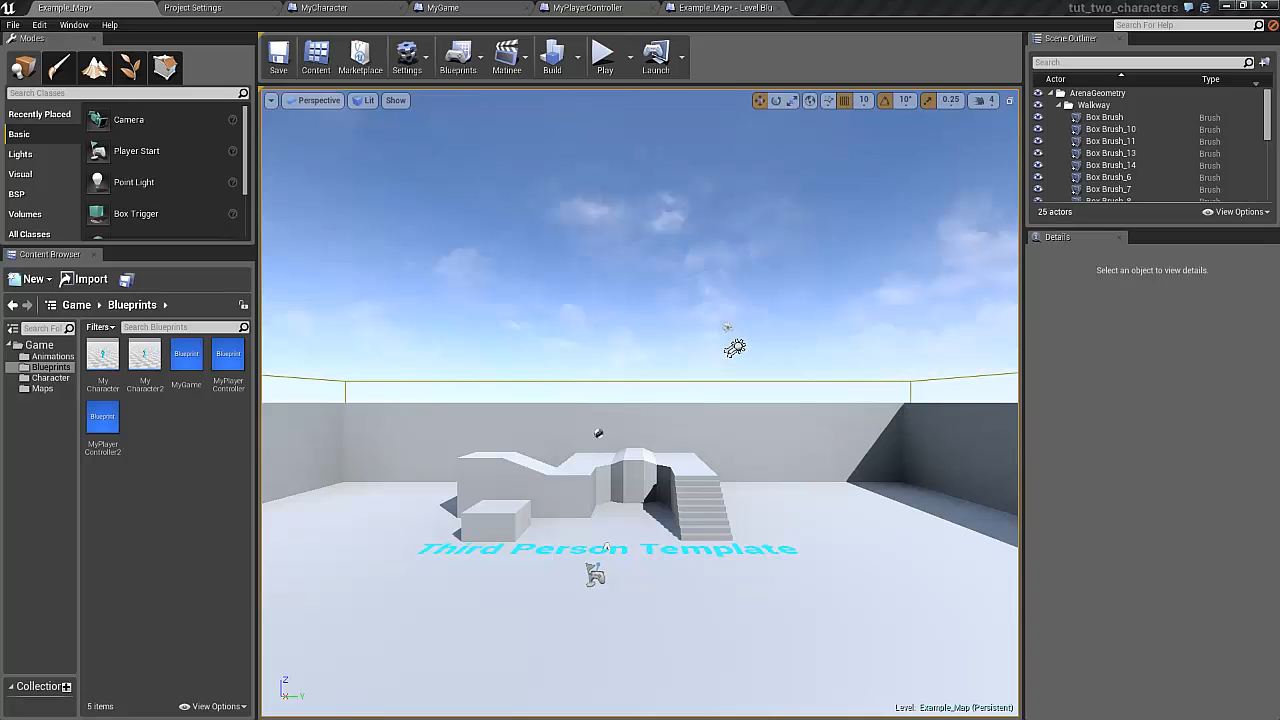 Example_Map*
Project Settings
MyCharacter
MyGame
MyPlayerController
Example_Map* - Level Blu
tut_two_characters
File Edit Window Help
Search For Help
Modes
Search Classes
Recently Placed
Basic
Lights
Visual
BSP
Volumes
All Classes
Camera
Player Start
Point Light
Box Trigger
Save
Content
Marketplace
Settings
Blueprints
Matinee
Build
Play
Launch
Perspective
Lit
Show
10
10°
0.25
4
Scene Outliner
Search
Actor Type
ArenaGeometry
Walkway
Box Brush Brush
Box Brush_10 Brush
Box Brush_11 Brush
Box Brush_13 Brush
Box Brush_14 Brush
Box Brush_6 Brush
Box Brush_7 Brush
Box Brush_8 Brush
25 actors
View Options
Details
Select an object to view details.
Content Browser
New Import
Game Blueprints
Search Fol
Filters Search Blueprints
Game
Animations
Blueprints
Character
Maps
My
Character
My
Character2
Blueprint
MyGame
Blueprint
MyPlayer
Controller
Blueprint
MyPlayer
Controller2
Collection
5 items
View Options
Third Person Template
Z
X Y
Level: Example_Map (Persistent)